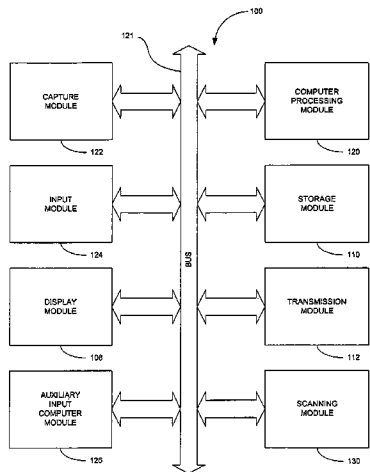 100
121
CAPTURE
MODULE
122
COMPUTER
PROCESSING
MODULE
120
INPUT
MODULE
124
STORAGE
MODULE
110
BUS
DISPLAY
MODULE
108
TRANSMISSION
MODULE
112
AUXILIARY
INPUT
COMPUTER
MODULE
126
SCANNING
MODULE
130